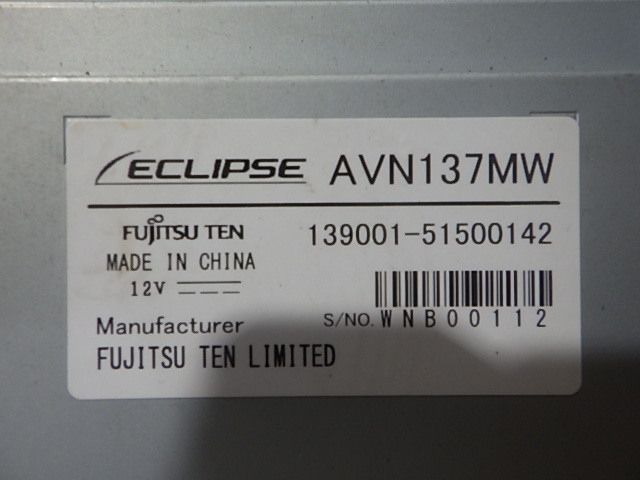 ECLIPSE AVN137MW
FUJITSU TEN 139001-51500142
MADE IN CHINA
12V
S/NO. WNB00112
Manufacturer
FUJITSU TEN LIMITED